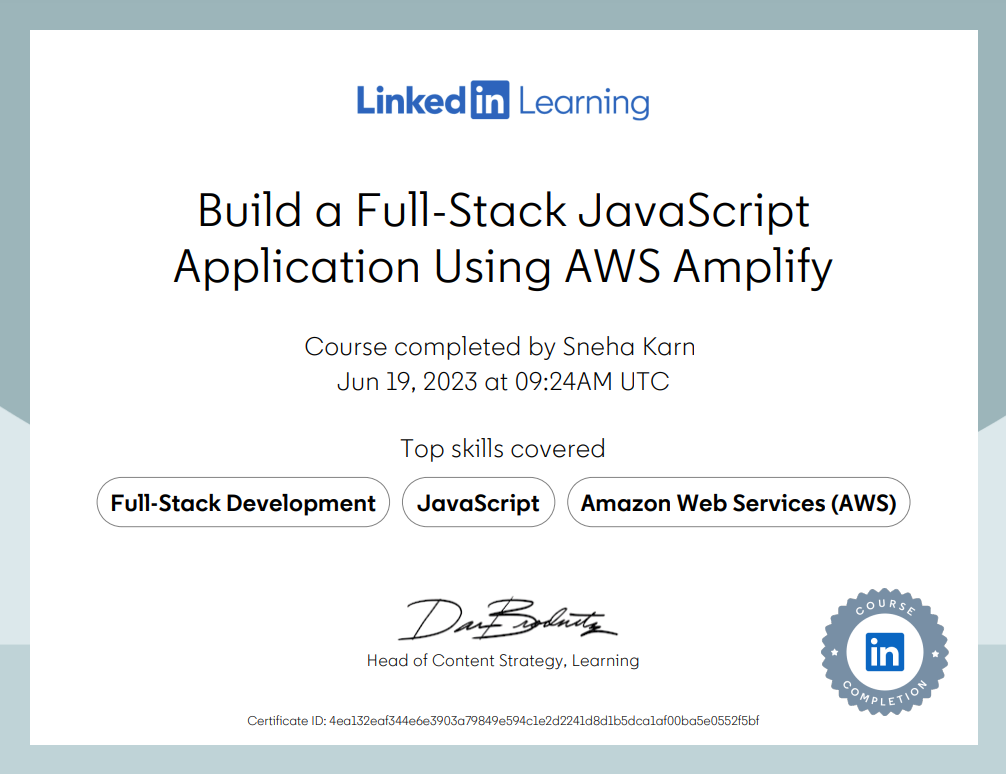 Linkedin Learning
Build a Full-Stack JavaScript
Application Using AWS Amplify
Course completed by Sneha Karn
Jun 19, 2023 at 09:24AM UTC
Top skills covered
Full-Stack Development JavaScript Amazon Web Services (AWS)
Dan Brodnitz
Head of Content Strategy, Learning
COURSE
in
COMPLETION
Certificate ID: 4ea132eaf344e6e3903a79849e594c1e2d2241d8d1b5dca1af00ba5e0552f5bf